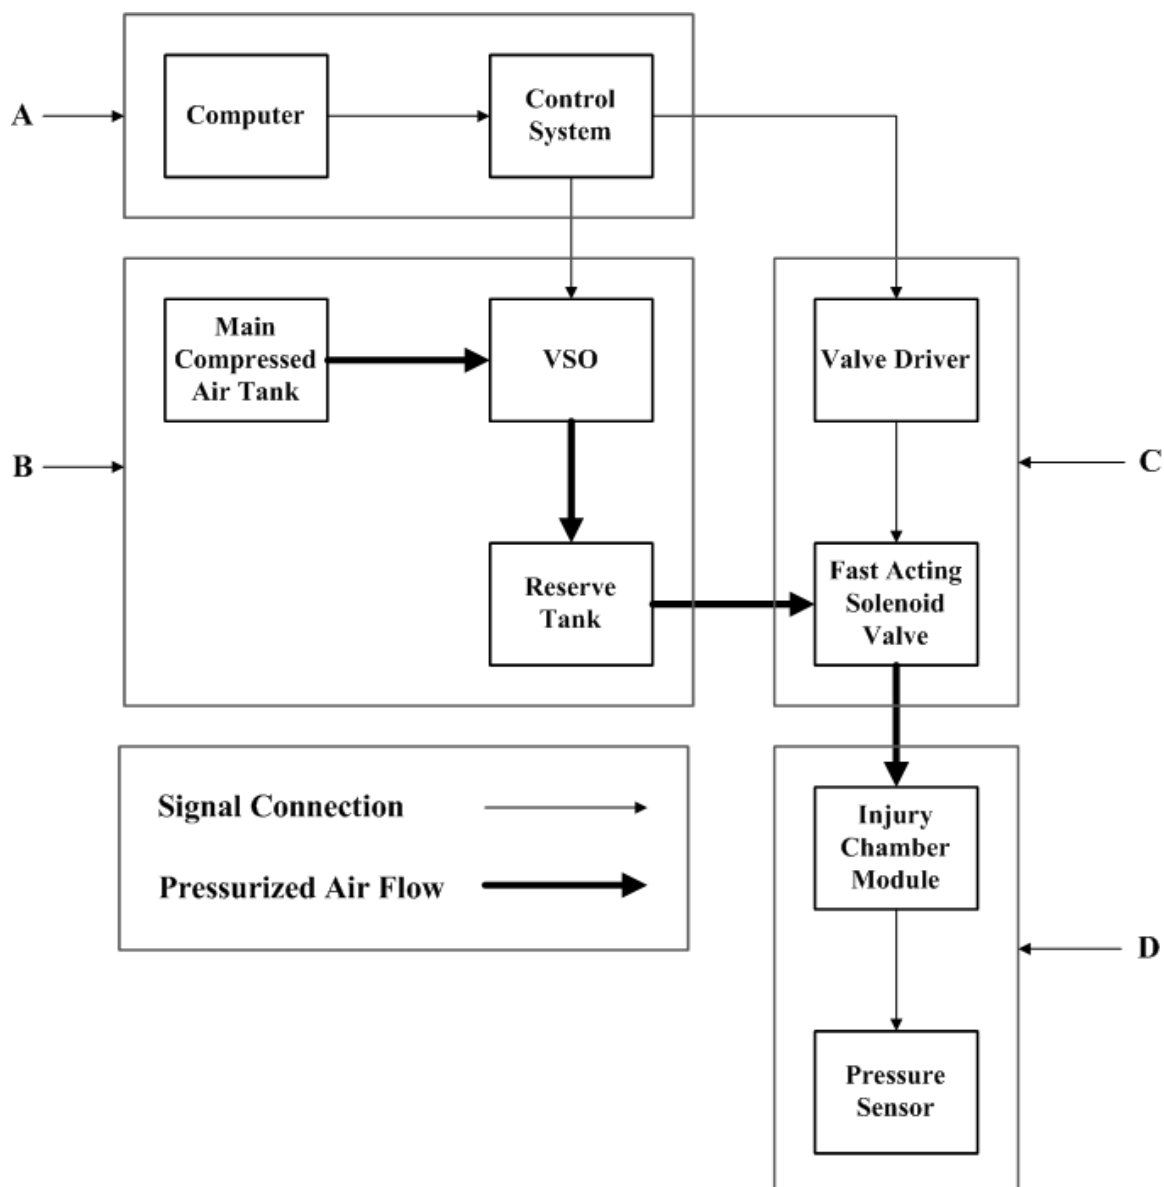 A
Computer
Control
System
Main
Compressed
Air Tank
VSO
Valve Driver
B
C
Reserve
Tank
Fast Acting
Solenoid
Valve
Signal Connection
Pressurized Air Flow
Injury
Chamber
Module
D
Pressure
Sensor